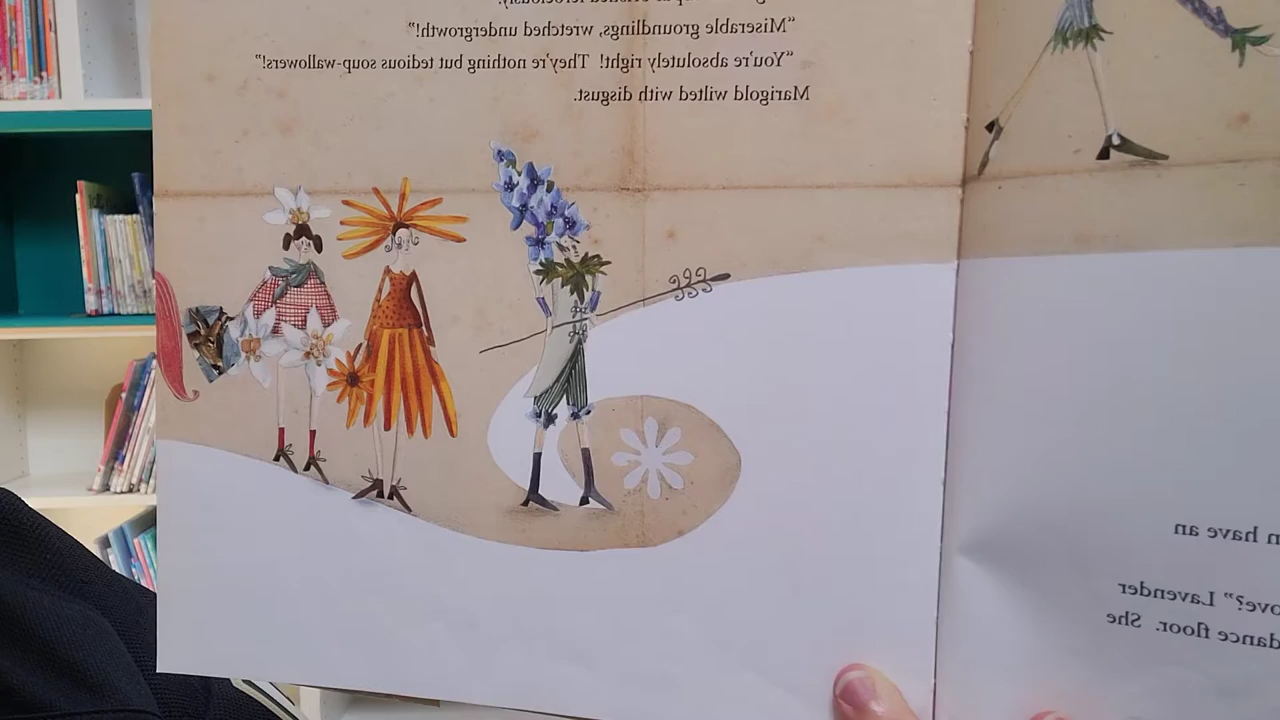 "Miserable groundlings, wretched undergrowth!"
"You're absolutely right! They're nothing but tedious soup-wallowers!"
Marigold wilted with disgust.
have an
Lavender
dance floor. She